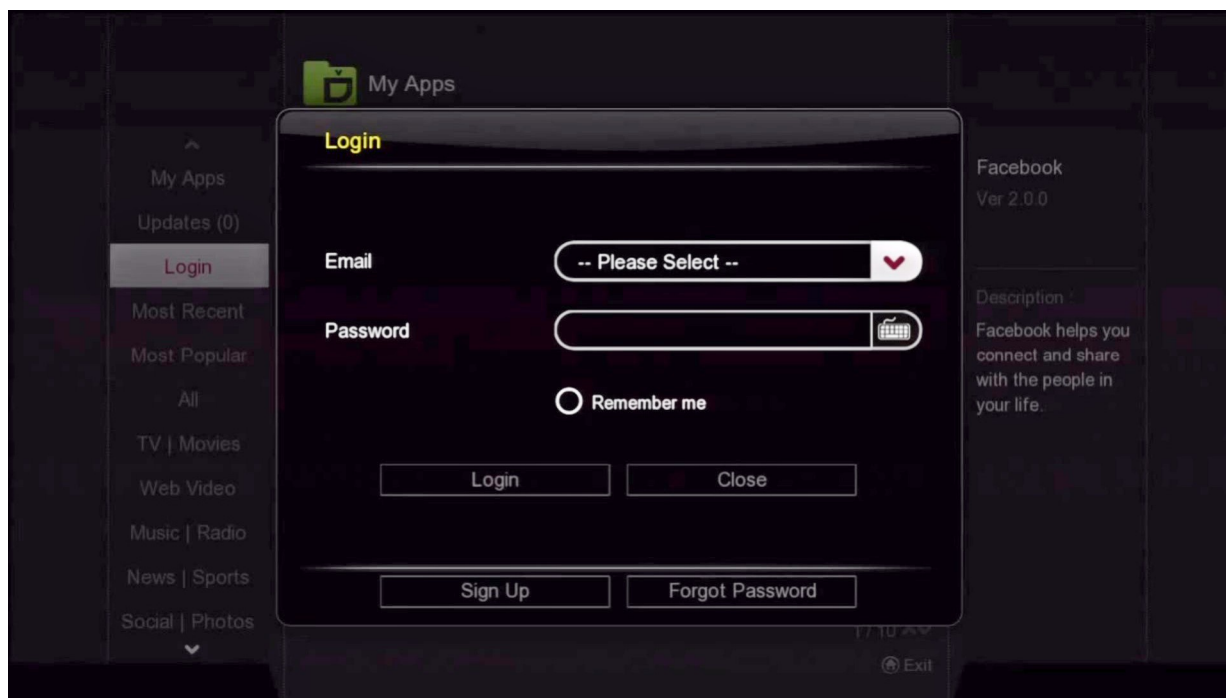 My Apps
Login
My Apps
Updates (0)
Login
Most Recent
Most Popular
All
TV | Movies
Web Video
Music | Radio
News | Sports
Social | Photos
Email
-- Please Select --
Password
Remember me
Login
Close
Sign Up
Forgot Password
Facebook
Ver 2.0.0
Description :
Facebook helps you
connect and share
with the people in
your life.
1 / 10
Exit